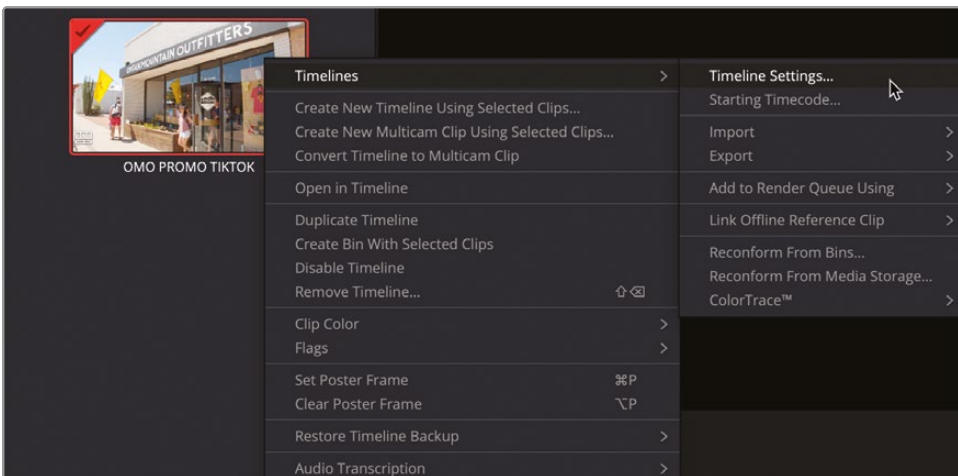 URBAN MOUNTAIN OUTFITTERS
OMO PROMO TIKTOK
Timelines
Create New Timeline Using Selected Clips...
Create New Multicam Clip Using Selected Clips...
Convert Timeline to Multicam Clip
Open in Timeline
Duplicate Timeline
Create Bin With Selected Clips
Disable Timeline
Remove Timeline... ⇧⌫
Clip Color
Flags
Set Poster Frame ⌘P
Clear Poster Frame ⌥P
Restore Timeline Backup
Audio Transcription
Timeline Settings...
Starting Timecode...
Import
Export
Add to Render Queue Using
Link Offline Reference Clip
Reconform From Bins...
Reconform From Media Storage...
ColorTrace™